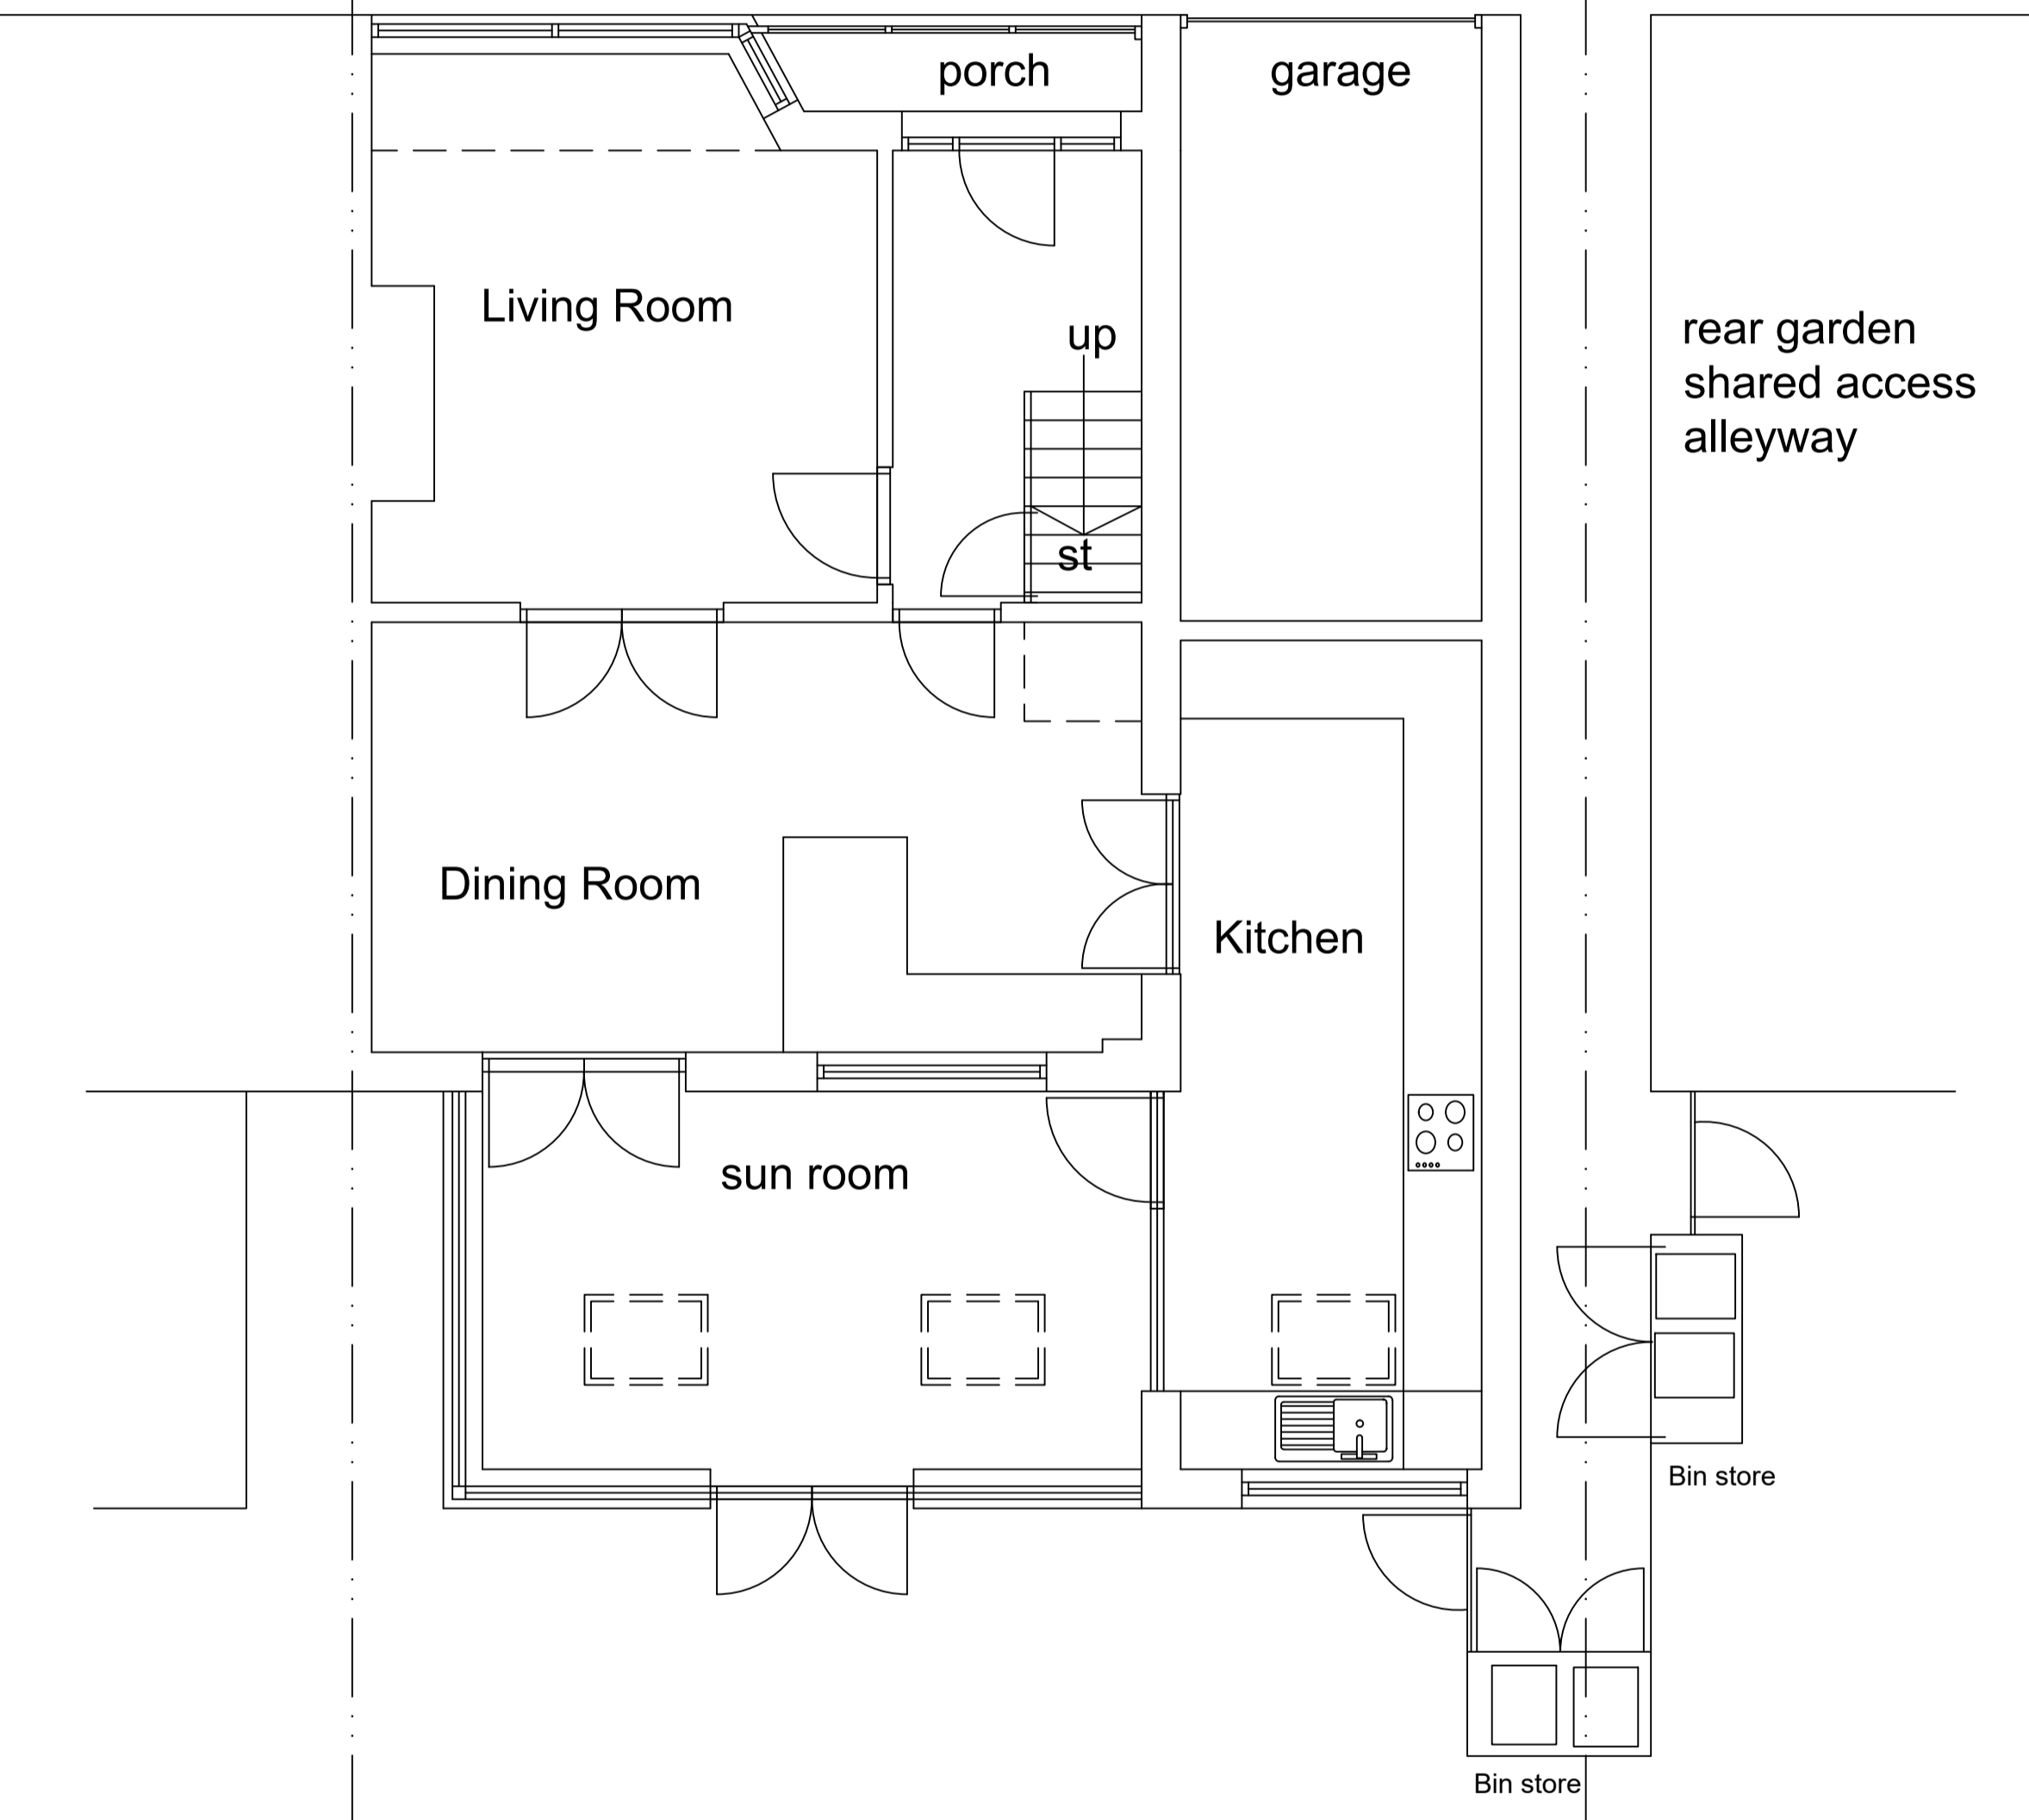 porch
garage
Living Room
up
rear garden
shared access
alleyway
st
Dining Room
Kitchen
sun room
Bin store
Bin store